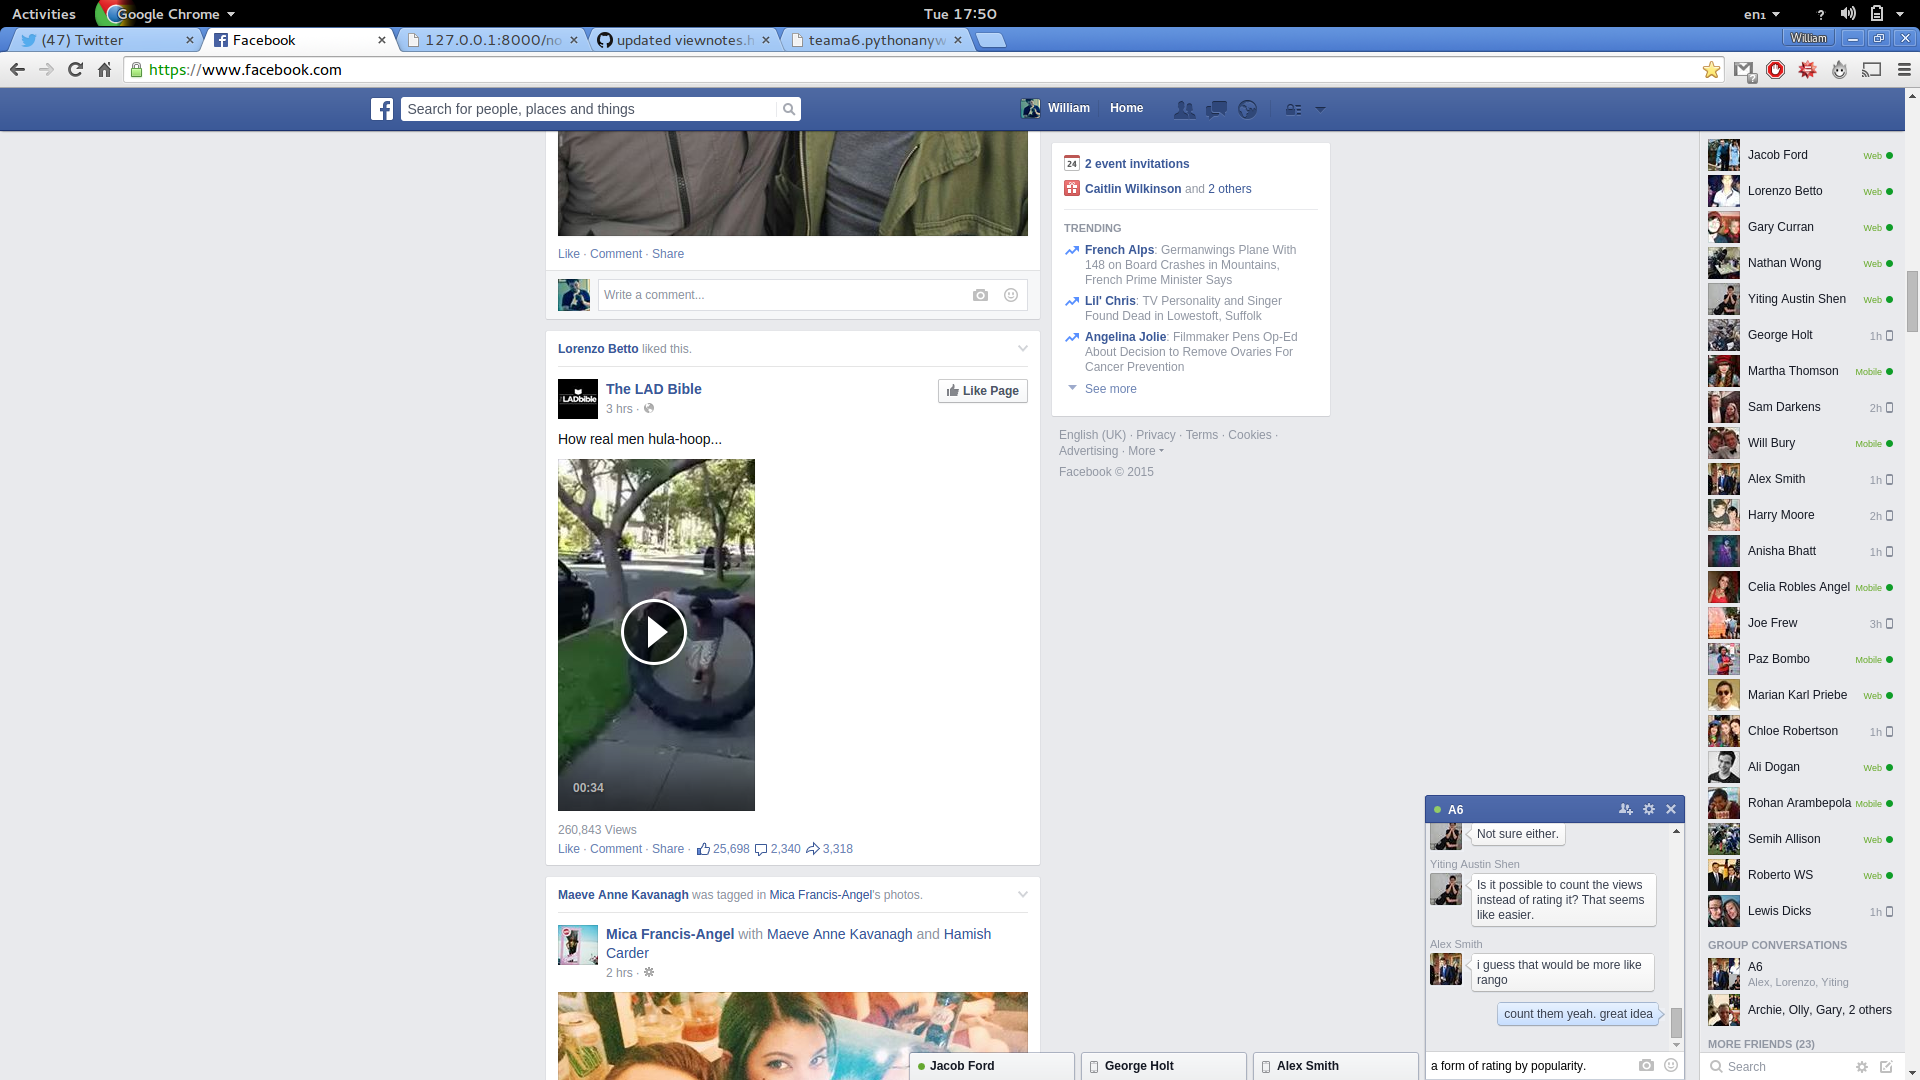 Activities
Google Chrome
Tue 17:50
en₁
?
(47) Twitter
Facebook
127.0.0.1:8000/no
updated viewnotes.h
teama6.pythonanyw
William
https://www.facebook.com
Search for people, places and things
William
Home
Like · Comment · Share
Write a comment...
Lorenzo Betto liked this.
LADbible
The LAD Bible
3 hrs ·
Like Page
How real men hula-hoop...
00:34
260,843 Views
Like · Comment · Share · 25,698 2,340 3,318
Maeve Anne Kavanagh was tagged in Mica Francis-Angel's photos.
Mica Francis-Angel with Maeve Anne Kavanagh and Hamish
Carder
2 hrs ·
24
2 event invitations
Caitlin Wilkinson and 2 others
TRENDING
French Alps: Germanwings Plane With
148 on Board Crashes in Mountains,
French Prime Minister Says
Lil' Chris: TV Personality and Singer
Found Dead in Lowestoft, Suffolk
Angelina Jolie: Filmmaker Pens Op-Ed
About Decision to Remove Ovaries For
Cancer Prevention
See more
English (UK) · Privacy · Terms · Cookies ·
Advertising · More
Facebook © 2015
Jacob Ford Web
Lorenzo Betto Web
Gary Curran Web
Nathan Wong Web
Yiting Austin Shen Web
George Holt 1h
Martha Thomson Mobile
Sam Darkens 2h
Will Bury Mobile
Alex Smith 1h
Harry Moore 2h
Anisha Bhatt 1h
Celia Robles Angel Mobile
Joe Frew 3h
Paz Bombo Mobile
Marian Karl Priebe Web
Chloe Robertson 1h
Ali Dogan Web
Rohan Arambepola Mobile
Semih Allison Web
Roberto WS Web
Lewis Dicks 1h
GROUP CONVERSATIONS
A6
Alex, Lorenzo, Yiting
Archie, Olly, Gary, 2 others
MORE FRIENDS (23)
Search
A6
Not sure either.
Yiting Austin Shen
Is it possible to count the views
instead of rating it? That seems
like easier.
Alex Smith
i guess that would be more like
rango
count them yeah. great idea
a form of rating by popularity.
Jacob Ford
George Holt
Alex Smith